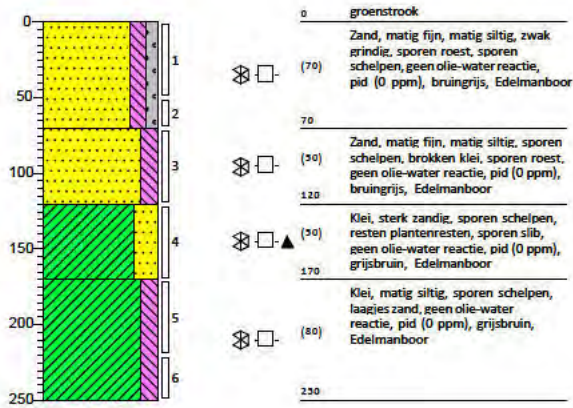 0
50
100
150
200
250
1
2
3
4
5
6
0 groenstrook
(70)
Zand, matig fijn, matig siltig, zwak
grindig, sporen roest, sporen
schelpen, geen olie-water reactie,
pid (0 ppm), bruingrijs, Edelmanboor
70
(50)
Zand, matig fijn, matig siltig, sporen
schelpen, brokken klei, sporen roest,
geen olie-water reactie, pid (0 ppm),
bruingrijs, Edelmanboor
120
(50)
Klei, sterk zandig, sporen schelpen,
resten plantenresten, sporen slib,
geen olie-water reactie, pid (0 ppm),
grijsbruin, Edelmanboor
170
(80)
Klei, matig siltig, sporen schelpen,
laagjes zand, geen olie-water
reactie, pid (0 ppm), grijsbruin,
Edelmanboor
250